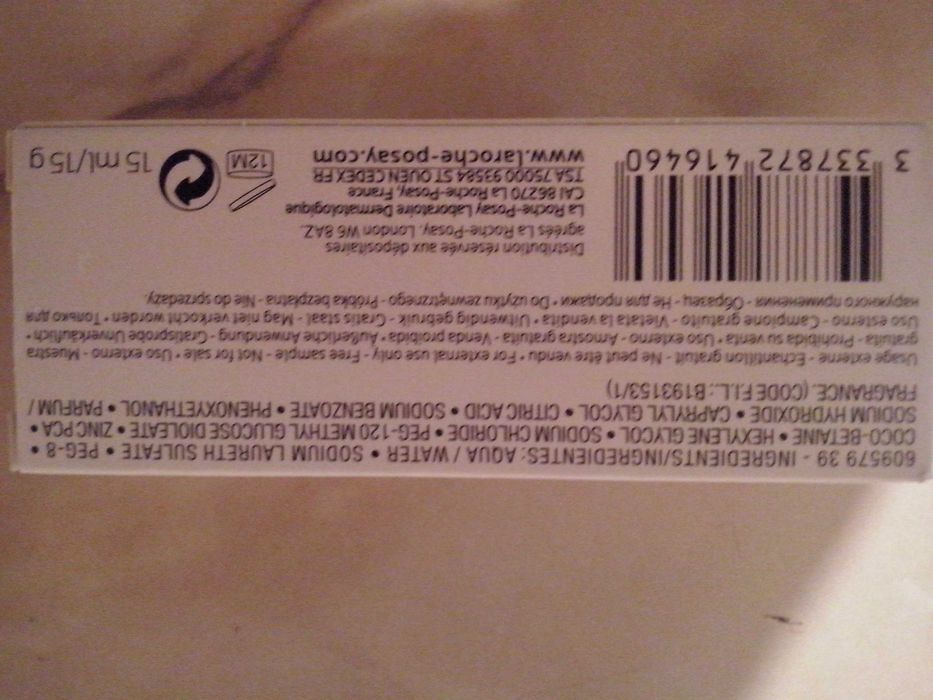 609579 39 - INGREDIENTS/INGREDIENTS: AQUA / WATER • SODIUM LAURETH SULFATE • PEG-8 •
COCO-BETAINE • HEXYLENE GLYCOL • SODIUM CHLORIDE • PEG-120 METHYL GLUCOSE DIOLEATE • ZINC PCA •
SODIUM HYDROXIDE • CAPRYLYL GLYCOL • CITRIC ACID • SODIUM BENZOATE • PHENOXYETHANOL • PARFUM /
FRAGRANCE. (CODE F.I.L.: B193153/1)
Usage externe - Echantillon gratuit - Ne peut être vendu • For external use only - Free sample - Not for sale • Uso externo - Muestra
gratuita - Prohibida su venta • Uso externo - Amostra gratuita - Venda proibida • Äußerliche Anwendung - Gratisprobe Unverkäuflich •
Uso esterno - Campione gratuito - Vietata la vendita • Uitwendig gebruik - Gratis staal - Mag niet verkocht worden • Только для
наружного применения - Образец - Не для продажи • Do użytku zewnętrznego - Próbka bezpłatna - Nie do sprzedaży.
Distribution réservée aux dépositaires
agréés La Roche-Posay. London W6 8AZ.
La Roche-Posay Laboratoire Dermatologique
CAI 86270 La Roche-Posay, France
TSA 75000 93584 ST OUEN CEDEX FR
www.laroche-posay.com
3 337872 416460
12M
15 ml/15 g